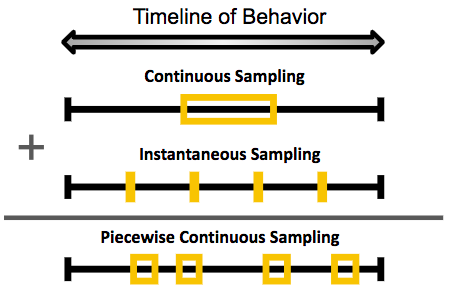 Timeline of Behavior
Continuous Sampling
+
Instantaneous Sampling
Piecewise Continuous Sampling